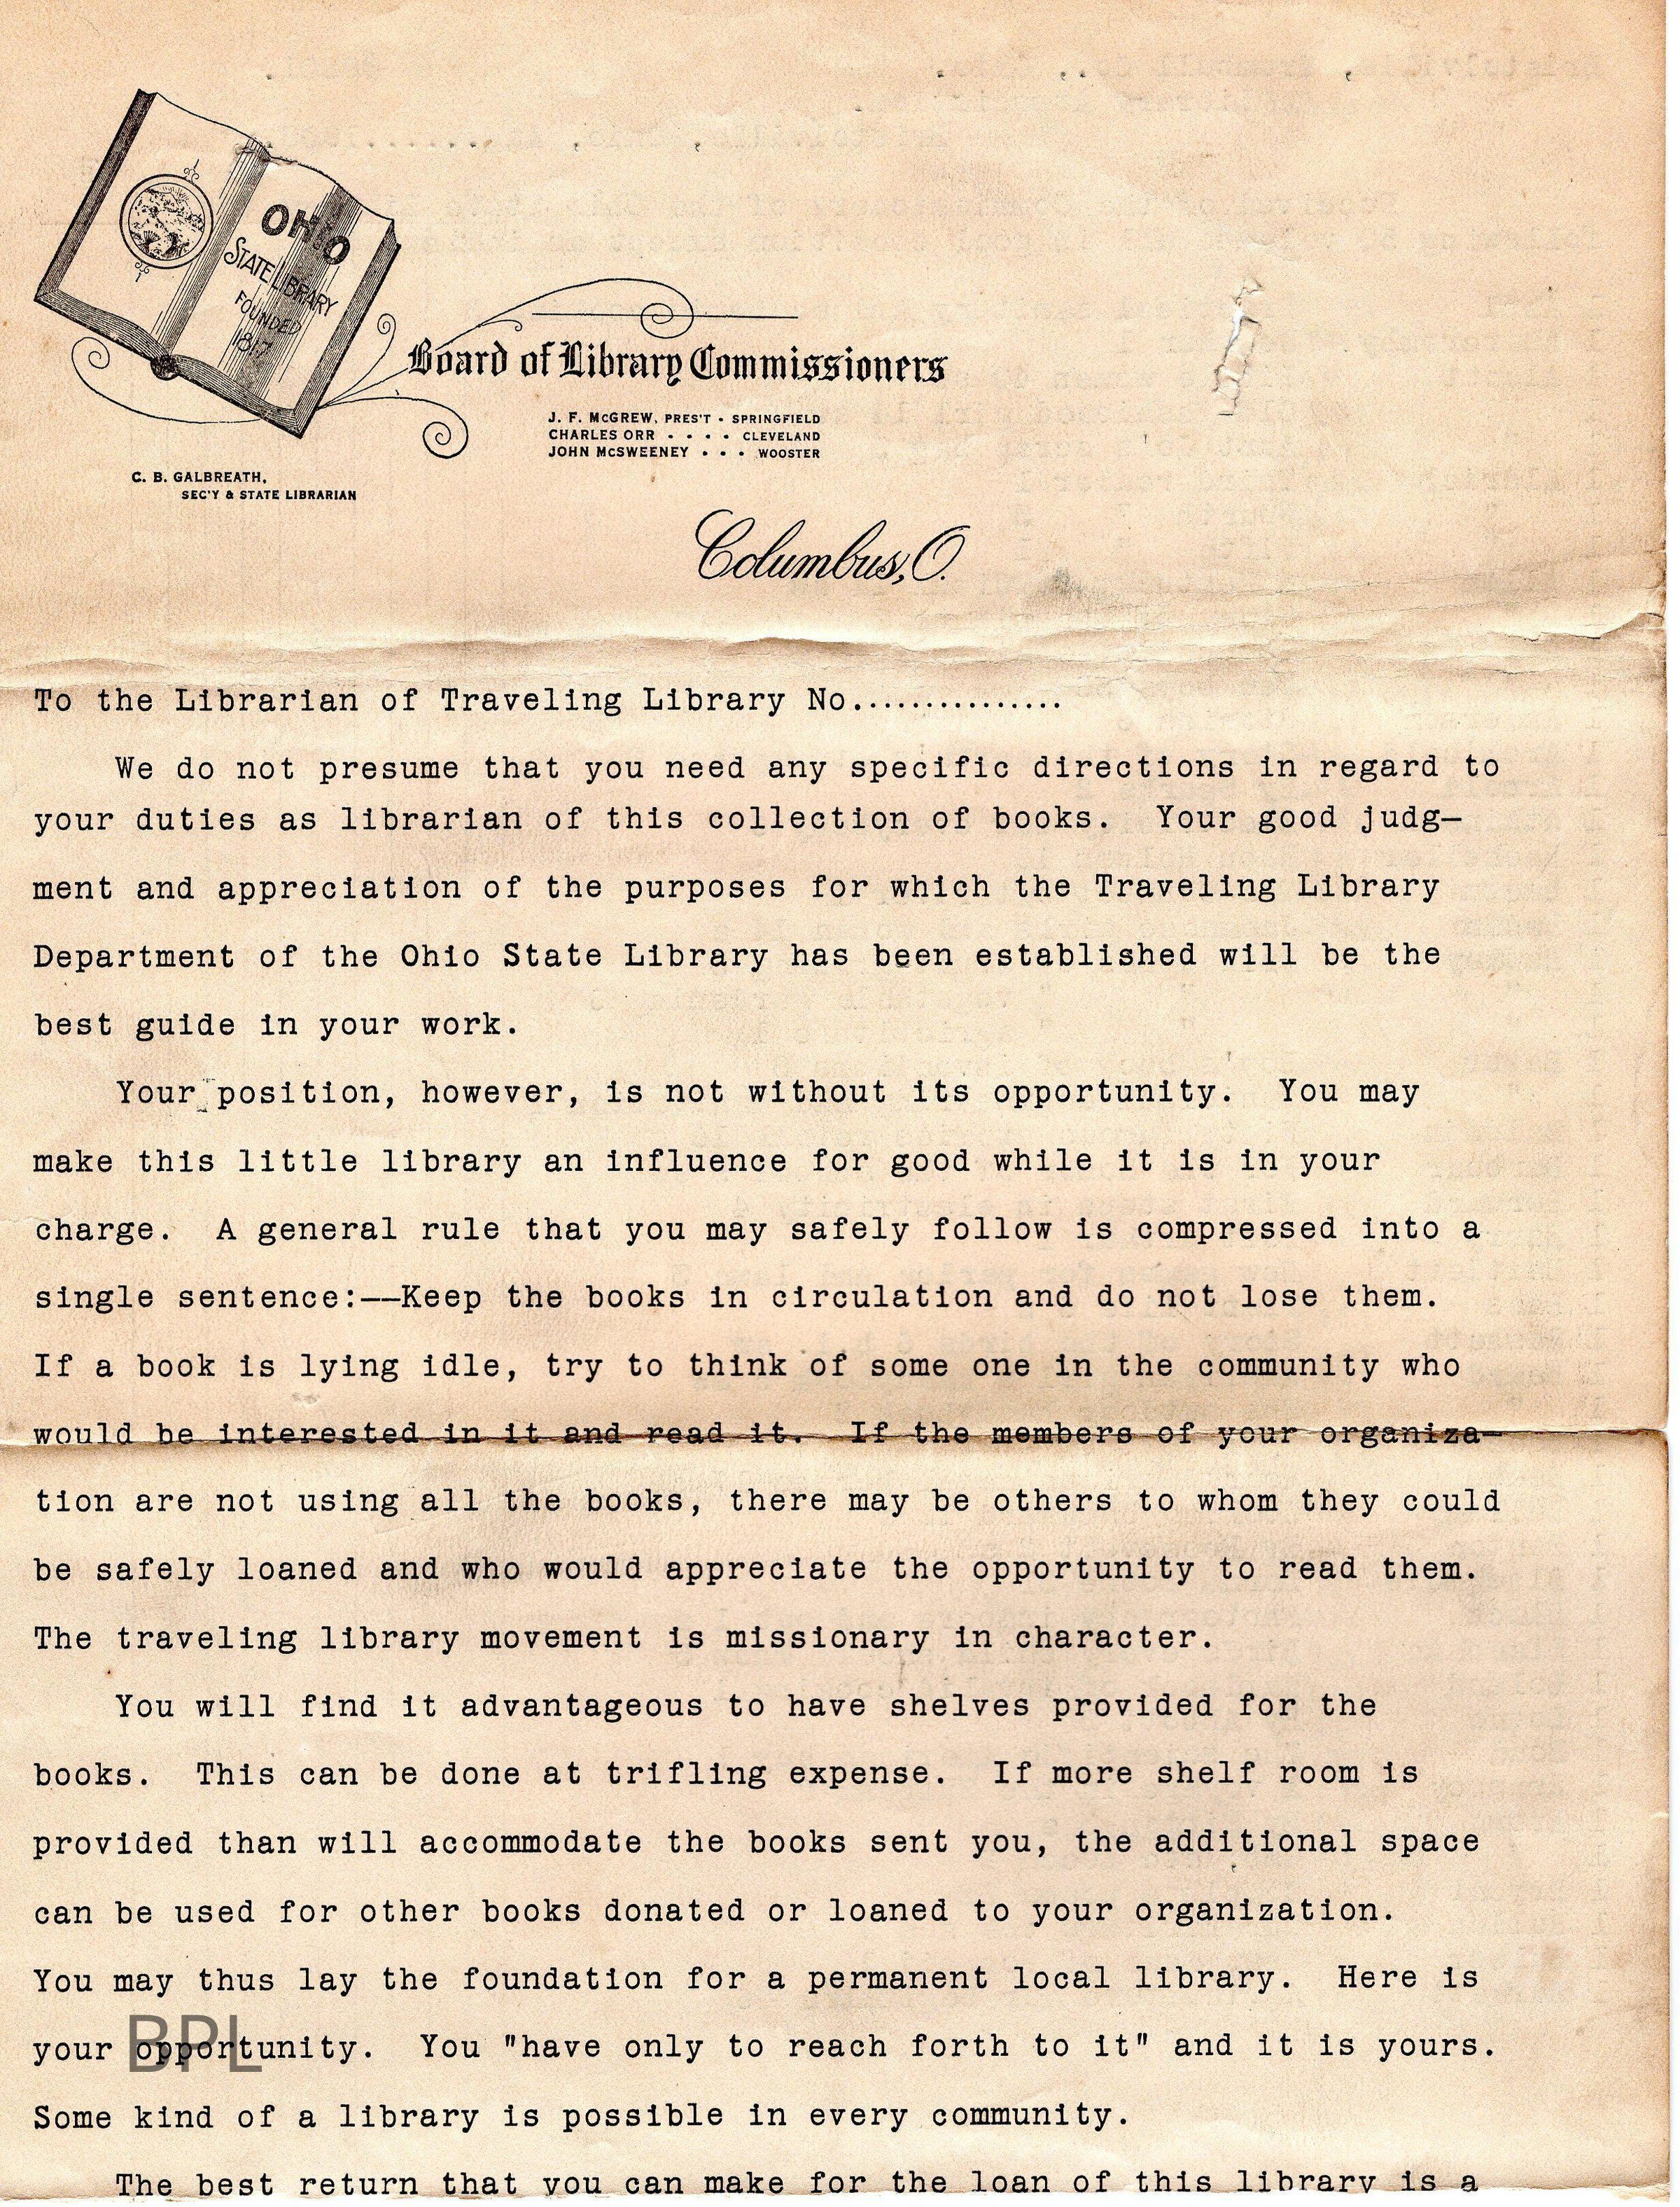 OHIO
STATE LIBRARY
FOUNDED
1817
Board of Library Commissioners
J. F. McGREW, PRES'T - SPRINGFIELD
CHARLES ORR - - - - CLEVELAND
JOHN McSWEENEY - - - WOOSTER
C. B. GALBREATH,
SEC'Y & STATE LIBRARIAN
Columbus, O.
To the Librarian of Traveling Library No...............
We do not presume that you need any specific directions in regard to
your duties as librarian of this collection of books. Your good judg-
ment and appreciation of the purposes for which the Traveling Library
Department of the Ohio State Library has been established will be the
best guide in your work.
Your position, however, is not without its opportunity. You may
make this little library an influence for good while it is in your
charge. A general rule that you may safely follow is compressed into a
single sentence:--Keep the books in circulation and do not lose them.
If a book is lying idle, try to think of some one in the community who
would be interested in it and read it. If the members of your organiza-
tion are not using all the books, there may be others to whom they could
be safely loaned and who would appreciate the opportunity to read them.
The traveling library movement is missionary in character.
You will find it advantageous to have shelves provided for the
books. This can be done at trifling expense. If more shelf room is
provided than will accommodate the books sent you, the additional space
can be used for other books donated or loaned to your organization.
You may thus lay the foundation for a permanent local library. Here is
your opportunity. You "have only to reach forth to it" and it is yours.
BPL
Some kind of a library is possible in every community.
The best return that you can make for the loan of this library is a